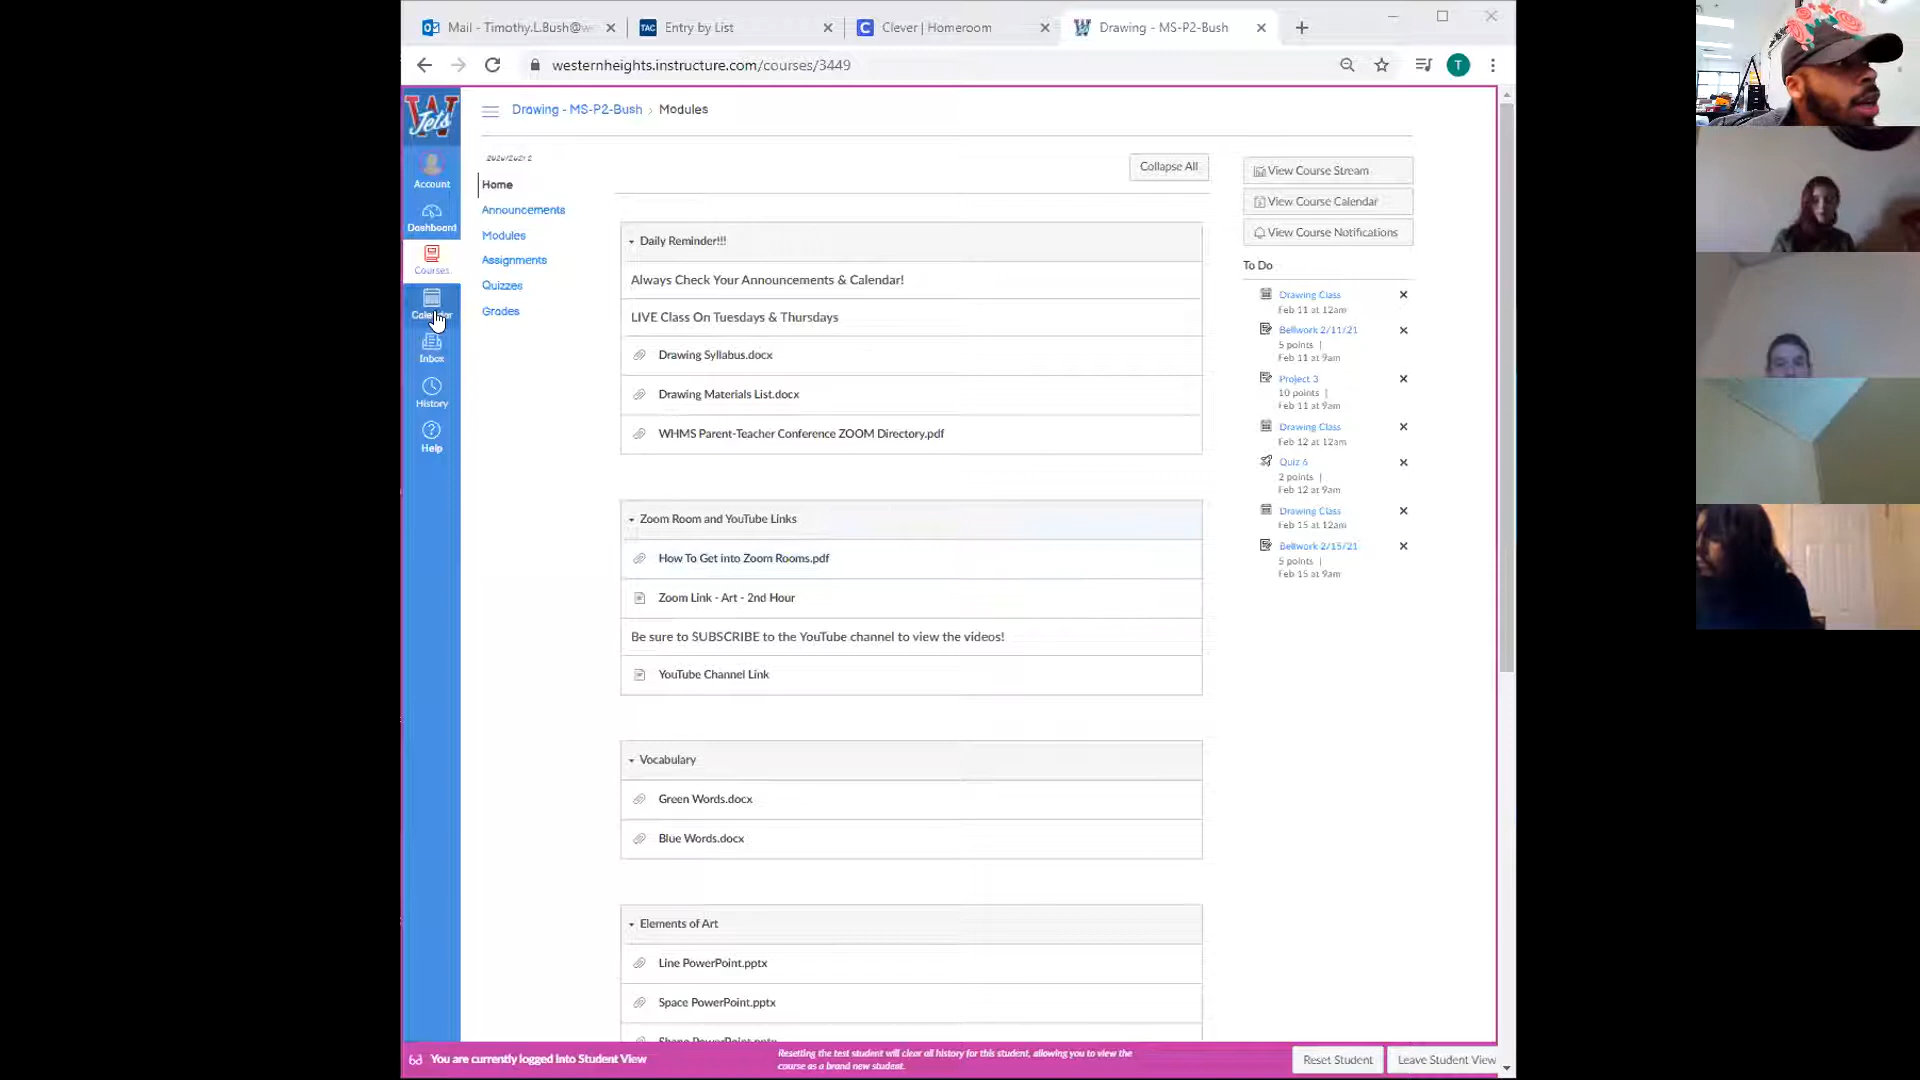 Mail - Timothy.L.Bush@w
TAC
Entry by List
Clever | Homeroom
Drawing - MS-P2-Bush
westernheights.instructure.com/courses/3449
T
W
Jets
Account
Dashboard
Courses
Calendar
Inbox
History
Help
Drawing - MS-P2-Bush › Modules
Home
Announcements
Modules
Assignments
Quizzes
Grades
Collapse All
Daily Reminder!!!
Always Check Your Announcements & Calendar!
LIVE Class On Tuesdays & Thursdays
Drawing Syllabus.docx
Drawing Materials List.docx
WHMS Parent-Teacher Conference ZOOM Directory.pdf
Zoom Room and YouTube Links
How To Get into Zoom Rooms.pdf
Zoom Link - Art - 2nd Hour
Be sure to SUBSCRIBE to the YouTube channel to view the videos!
YouTube Channel Link
Vocabulary
Green Words.docx
Blue Words.docx
Elements of Art
Line PowerPoint.pptx
Space PowerPoint.pptx
View Course Stream
View Course Calendar
View Course Notifications
To Do
Drawing Class
Feb 11 at 12am
Bellwork 2/11/21
5 points |
Feb 11 at 9am
Project 3
10 points |
Feb 11 at 9am
Drawing Class
Feb 12 at 12am
Quiz 6
2 points |
Feb 12 at 9am
Drawing Class
Feb 15 at 12am
Bellwork 2/15/21
5 points |
Feb 15 at 9am
You are currently logged into Student View
Resetting the test student will clear all history for this student, allowing you to view the
course as a brand new student.
Reset Student
Leave Student View